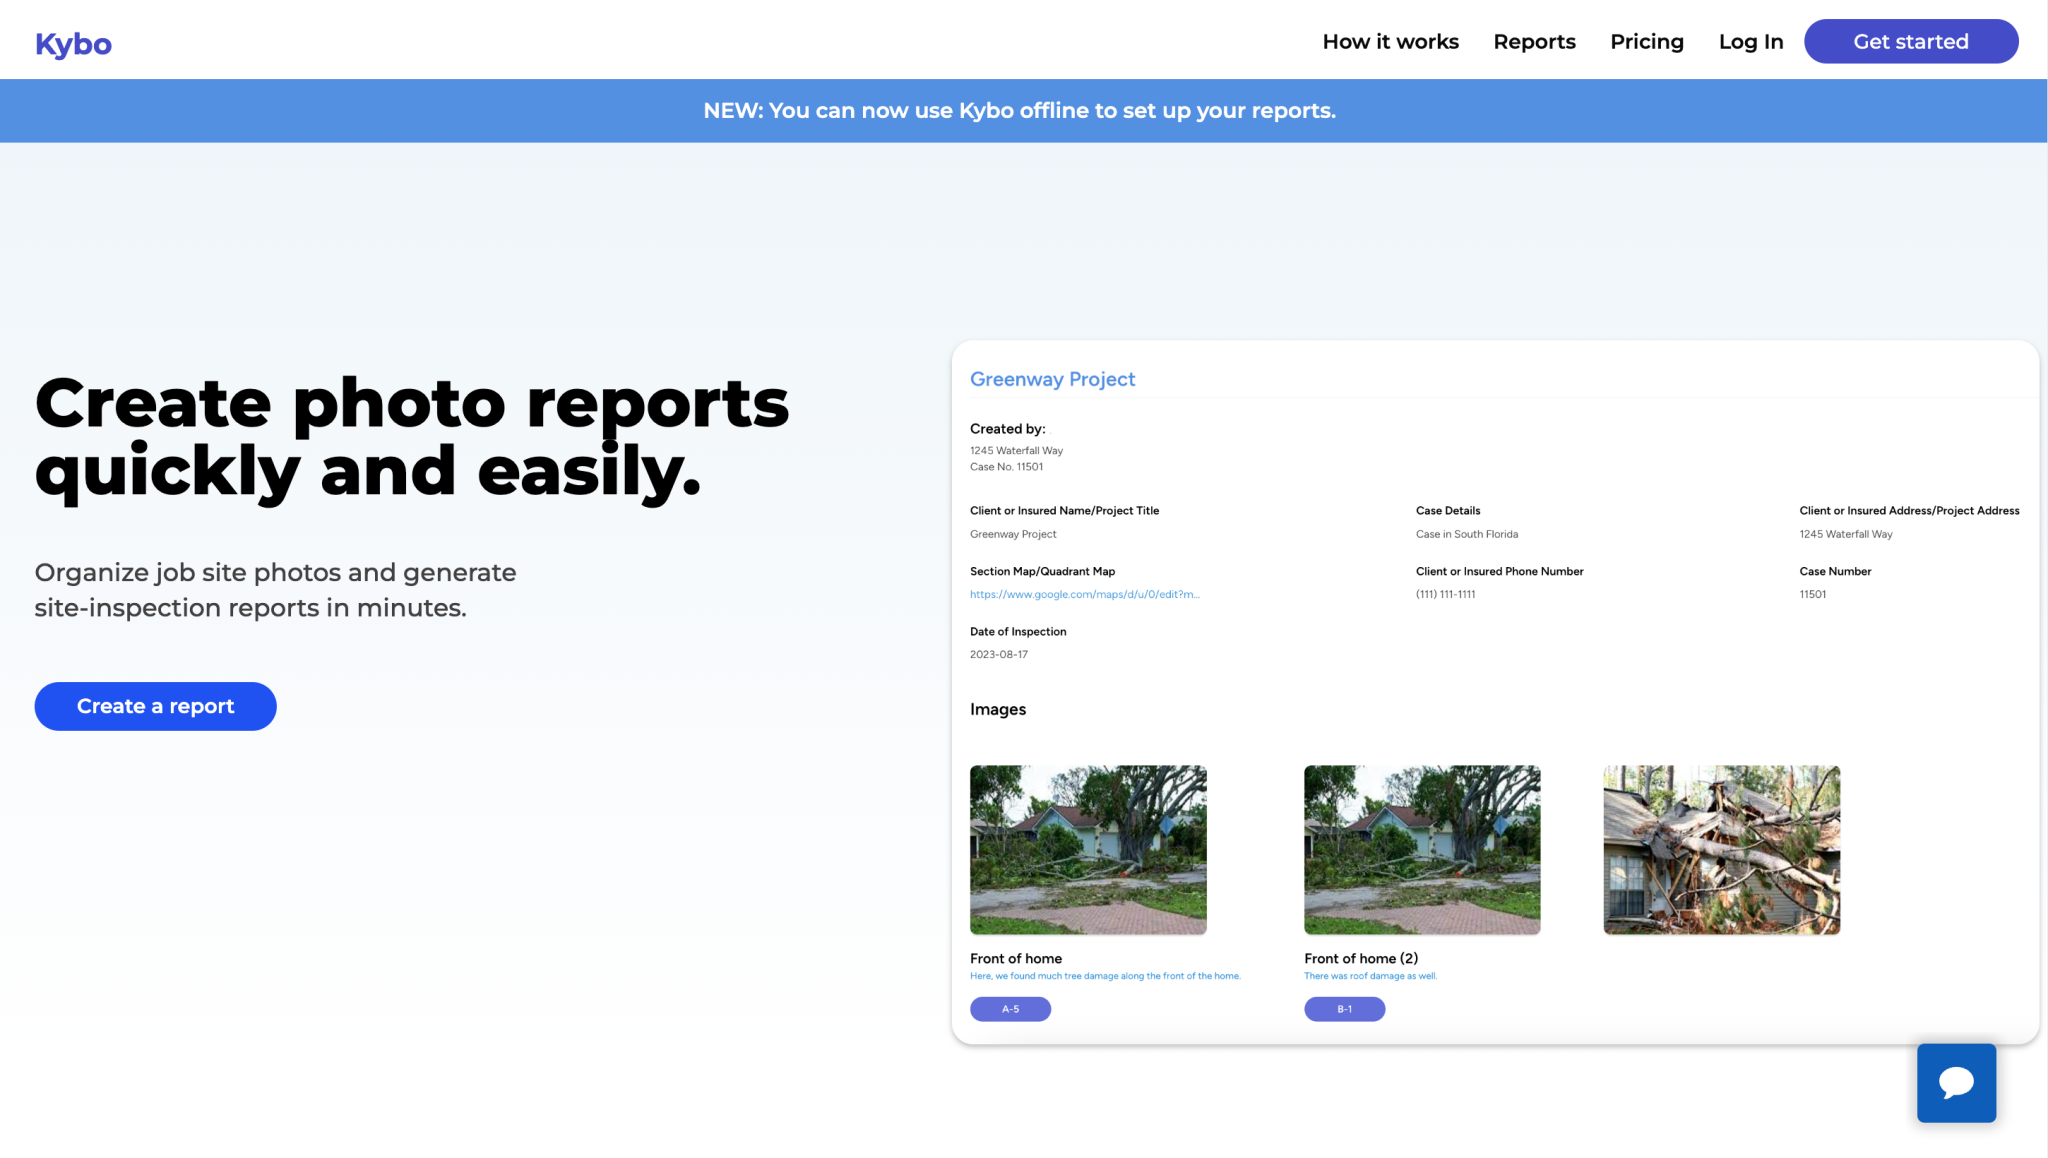 Kybo
How it works
Reports
Pricing
Log In
Get started
NEW: You can now use Kybo offline to set up your reports.
Create photo reports
quickly and easily.
Organize job site photos and generate
site-inspection reports in minutes.
Create a report
Greenway Project
Created by:
1245 Waterfall Way
Case No. 11501
Client or Insured Name/Project Title
Greenway Project
Case Details
Case in South Florida
Client or Insured Address/Project Address
1245 Waterfall Way
Section Map/Quadrant Map
https://www.google.com/maps/d/u/0/edit?m...
Client or Insured Phone Number
(111) 111-1111
Case Number
11501
Date of Inspection
2023-08-17
Images
Front of home
Here, we found much tree damage along the front of the home.
A-5
Front of home (2)
There was roof damage as well.
B-1